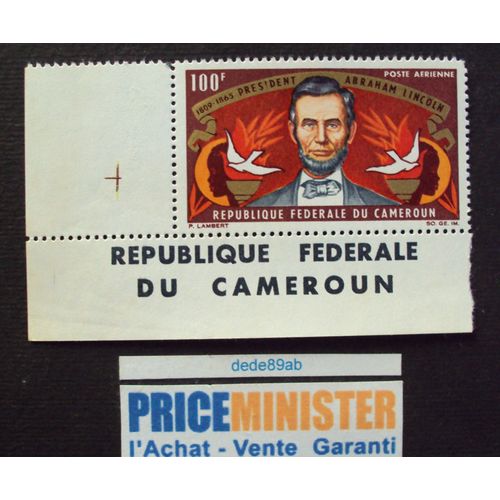 100F
POSTE AERIENNE
1809-1865 PRESIDENT ABRAHAM LINCOLN
REPUBLIQUE FEDERALE DU CAMEROUN
P. LAMBERT
SO. GE. IM.
REPUBLIQUE FEDERALE
DU CAMEROUN
dede89ab
PRICEMINISTER
l'Achat - Vente Garanti